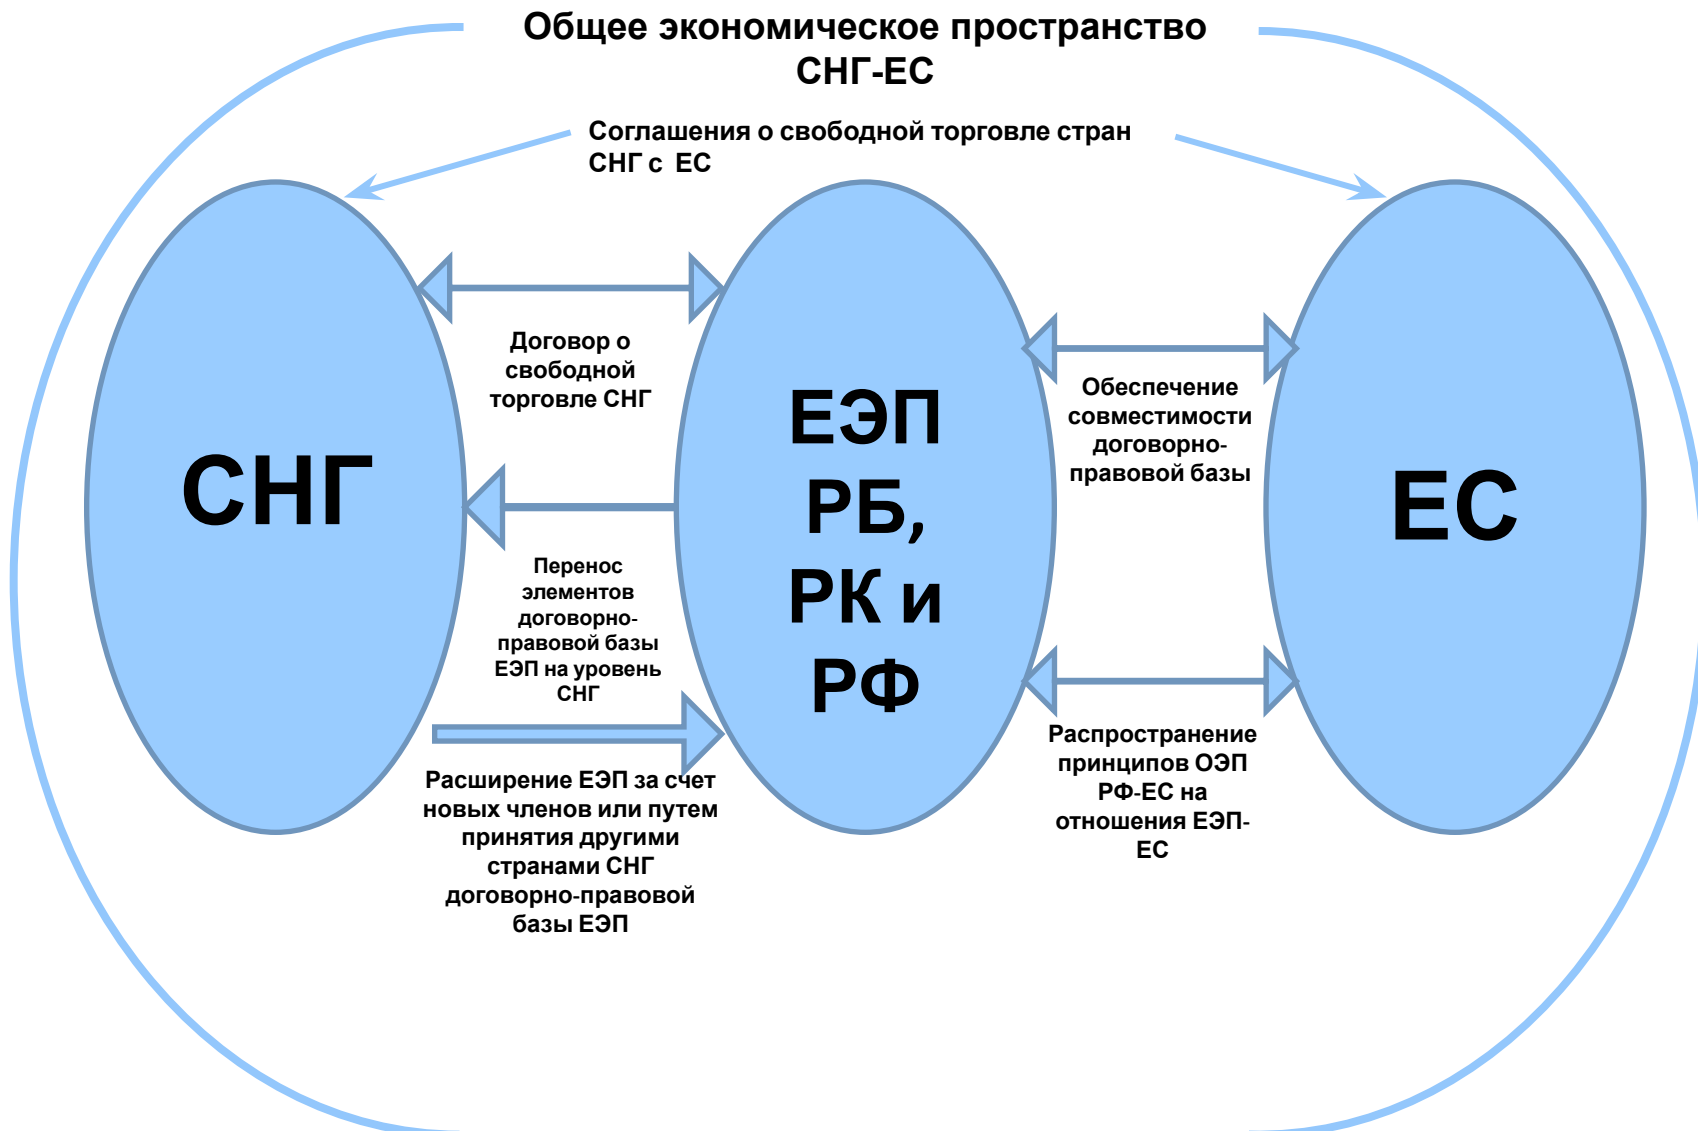 Общее экономическое пространство
СНГ-ЕС
Соглашения о свободной торговле стран
СНГ с ЕС
СНГ
Договор о
свободной
торговле СНГ
Перенос
элементов
договорно-
правовой базы
ЕЭП на уровень
СНГ
Расширение ЕЭП за счет
новых членов или путем
принятия другими
странами СНГ
договорно-правовой
базы ЕЭП
ЕЭП
РБ,
РК и
РФ
Обеспечение
совместимости
договорно-
правовой базы
Распространение
принципов ОЭП
РФ-ЕС на
отношения ЕЭП-
ЕС
ЕС